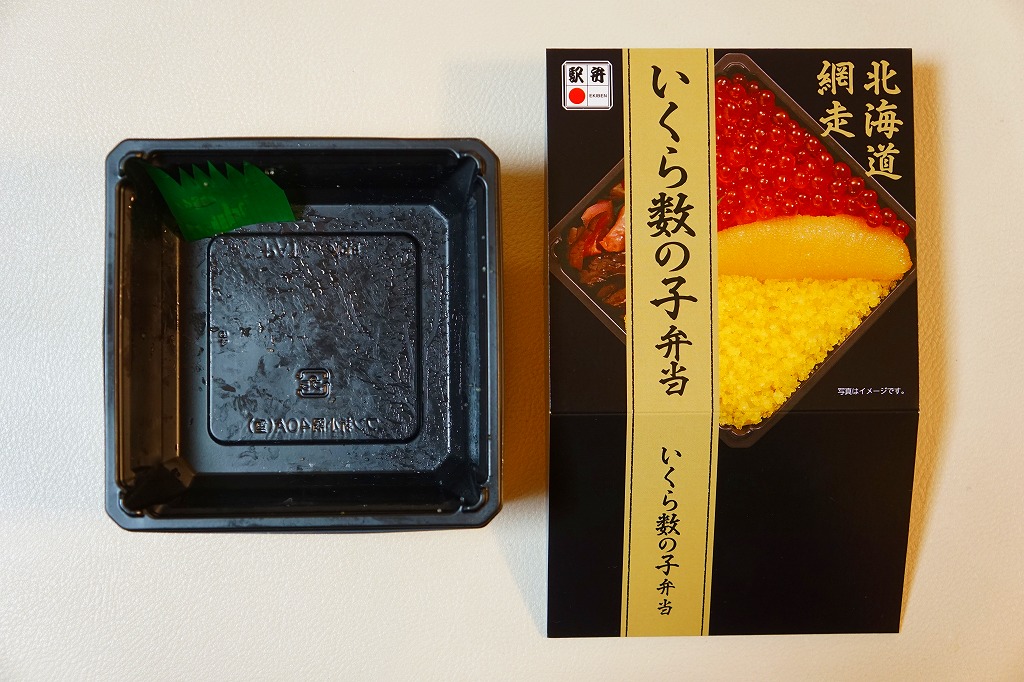 駅弁
EKIBEN
いくら数の子弁当
北海道
網走
写真はイメージです。
いくら数の子弁当